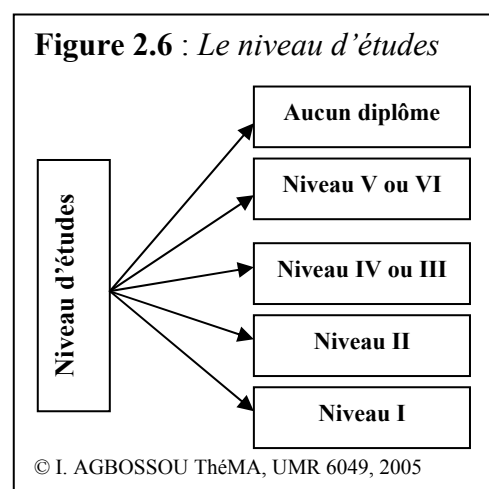 Figure 2.6 : Le niveau d’études
Niveau d’études
Aucun diplôme
Niveau V ou VI
Niveau IV ou III
Niveau II
Niveau I
© I. AGBOSSOU ThéMA, UMR 6049, 2005